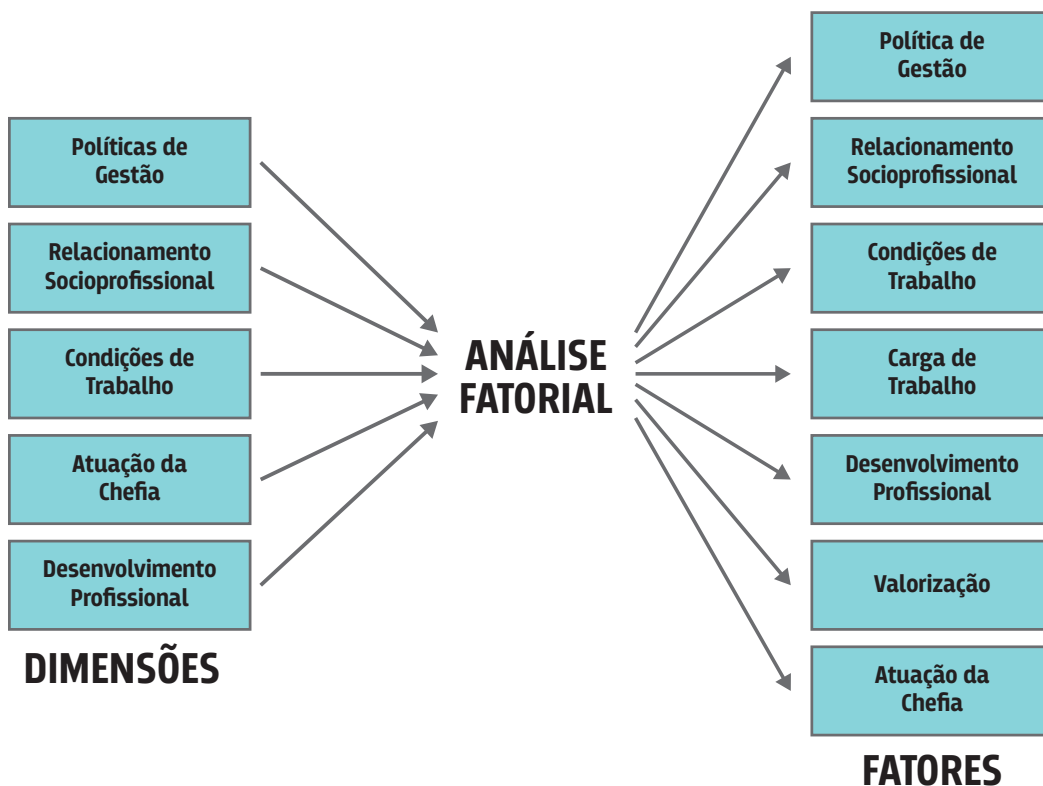 Políticas de
Gestão
Relacionamento
Socioprofissional
Condições de
Trabalho
Atuação da
Chefia
Desenvolvimento
Profissional
DIMENSÕES
ANÁLISE
FATORIAL
Política de
Gestão
Relacionamento
Socioprofissional
Condições de
Trabalho
Carga de
Trabalho
Desenvolvimento
Profissional
Valorização
Atuação da
Chefia
FATORES